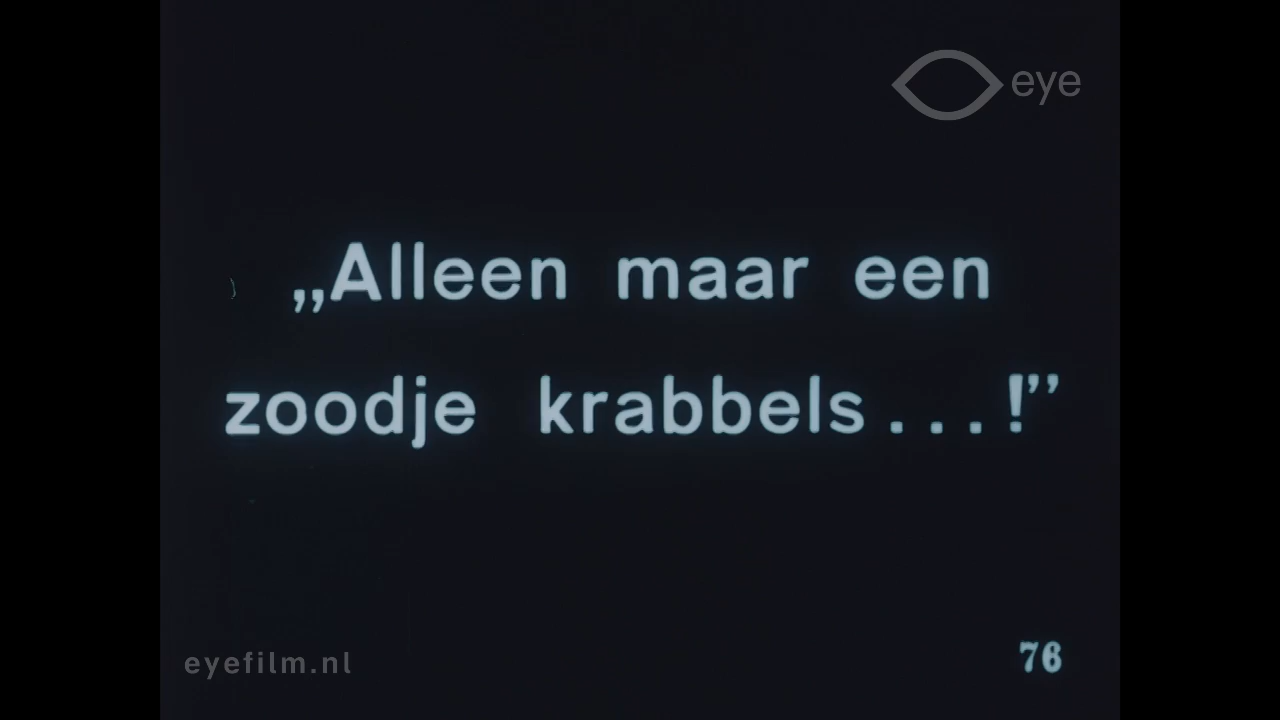 eye
„Alleen maar een
zoodje krabbels...!”
eyefilm.nl
76